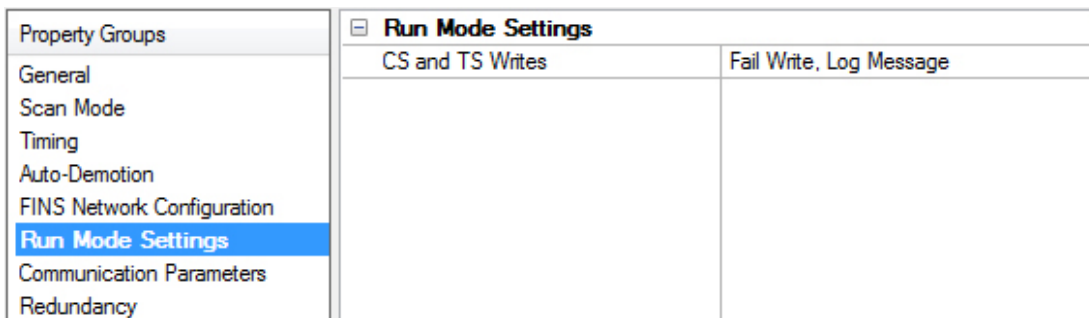 Property Groups
General
Scan Mode
Timing
Auto-Demotion
FINS Network Configuration
Run Mode Settings
Communication Parameters
Redundancy
Run Mode Settings
CS and TS Writes Fail Write, Log Message